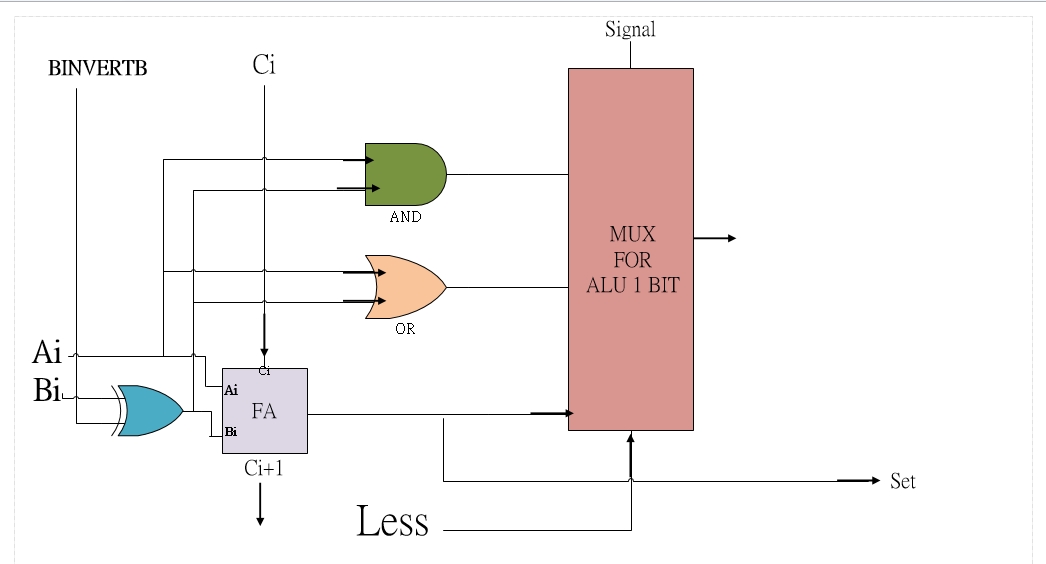 Signal
BINVERTB
Ci
AND
MUX
FOR
ALU 1 BIT
OR
Ai
Ci
Bi
Ai
FA
Bi
Ci+1
Set
Less